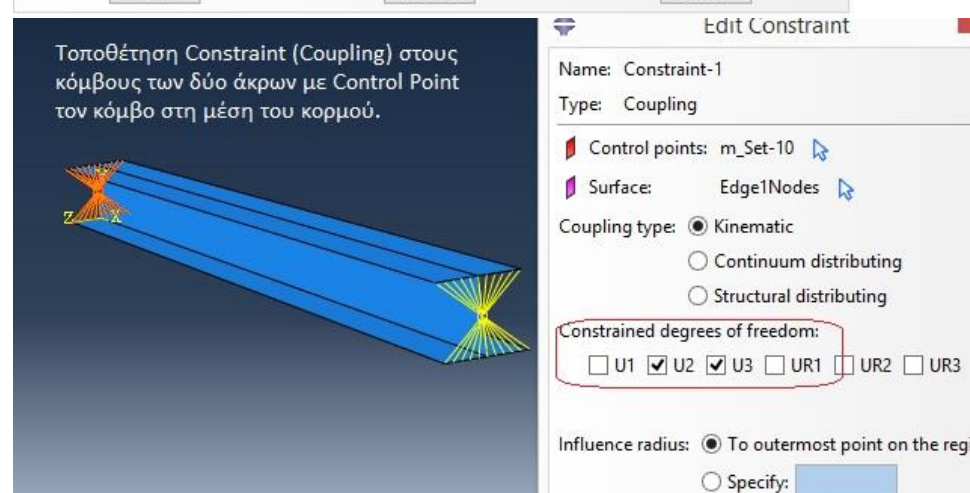 Edit Constraint
Τοποθέτηση Constraint (Coupling) στους
κόμβους των δύο άκρων με Control Point
τον κόμβο στη μέση του κορμού.
Z
X
Name: Constraint-1
Type: Coupling
Control points: m_Set-10
Surface: Edge1Nodes
Coupling type: Kinematic
Continuum distributing
Structural distributing
Constrained degrees of freedom:
U1 U2 U3 UR1 UR2 UR3
Influence radius: To outermost point on the regi
Specify: